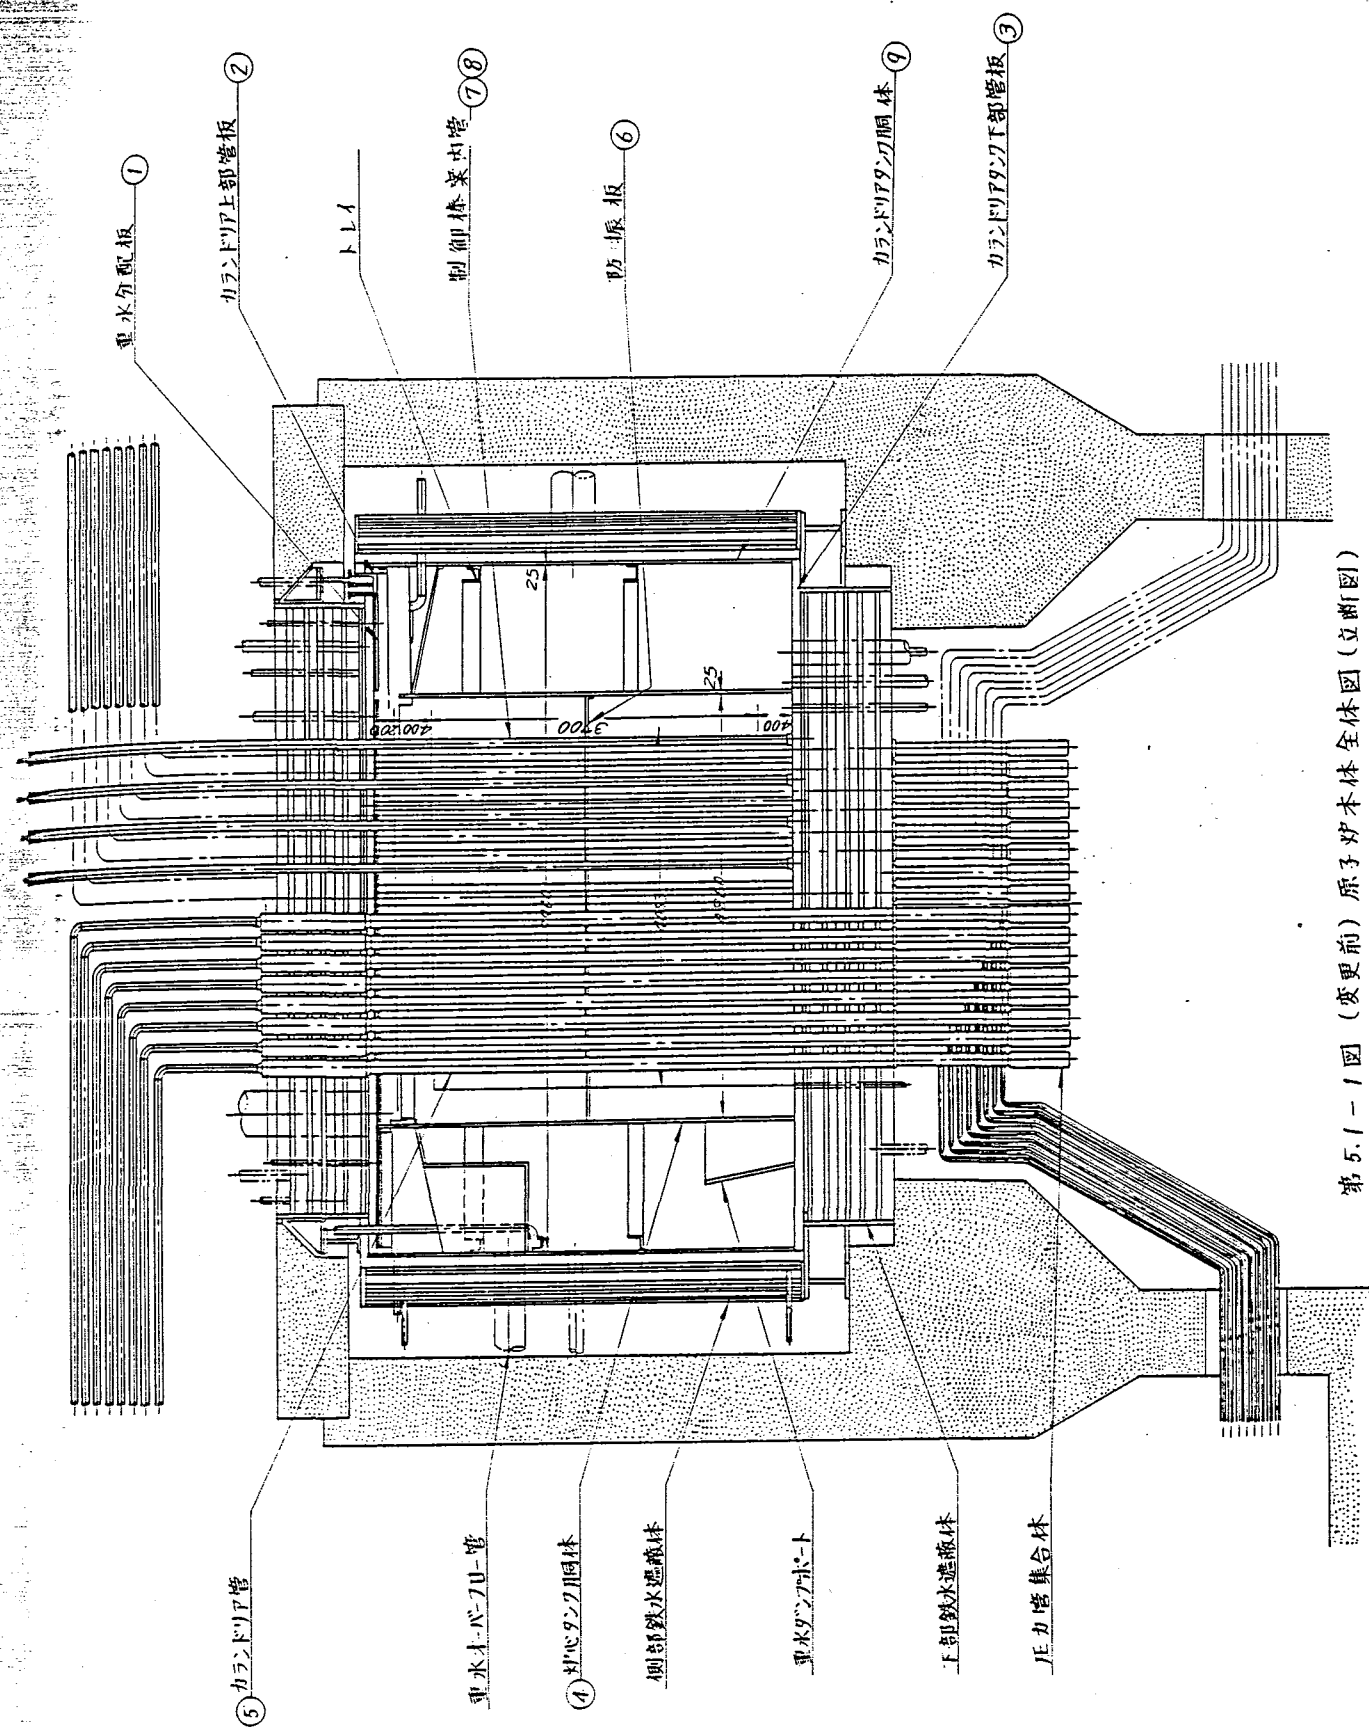 ① 重水分配板
② カランドリア上部管板
トレイ
⑦⑧ 制御棒案内管
⑥ 防振板
⑨ カランドリアタンク胴体
③ カランドリアタンク下部管板
25
25
400
200
3700
400
⑤ カランドリア管
重水オーバーフロー管
④ 炉心タンク胴体
側部鉄水遮蔽体
重水ダンプポート
下部鉄水遮蔽体
圧力管集合体
第5.1-1図 (変更前) 原子炉本体全体図(立断図)